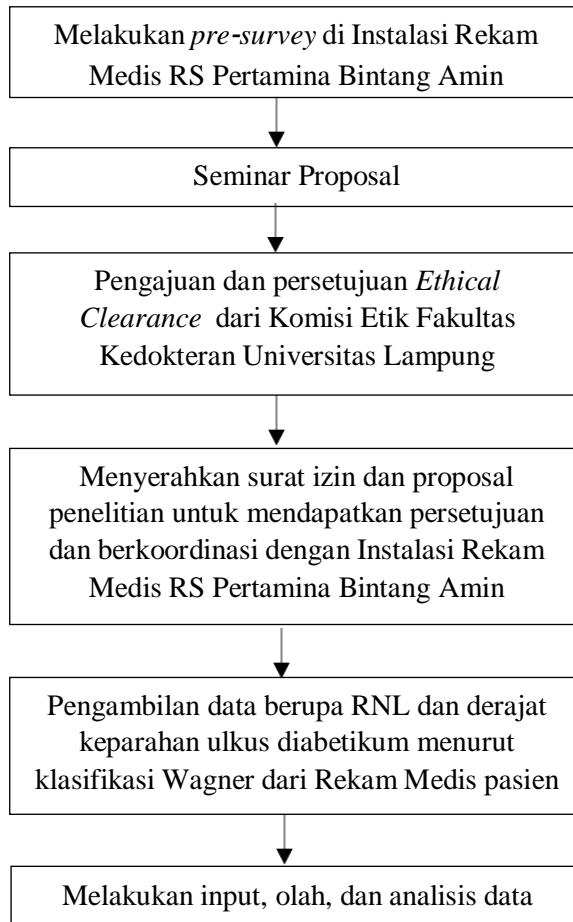 Melakukan pre-survey di Instalasi Rekam
Medis RS Pertamina Bintang Amin
Seminar Proposal
Pengajuan dan persetujuan Ethical
Clearance dari Komisi Etik Fakultas
Kedokteran Universitas Lampung
Menyerahkan surat izin dan proposal
penelitian untuk mendapatkan persetujuan
dan berkoordinasi dengan Instalasi Rekam
Medis RS Pertamina Bintang Amin
Pengambilan data berupa RNL dan derajat
keparahan ulkus diabetikum menurut
klasifikasi Wagner dari Rekam Medis pasien
Melakukan input, olah, dan analisis data